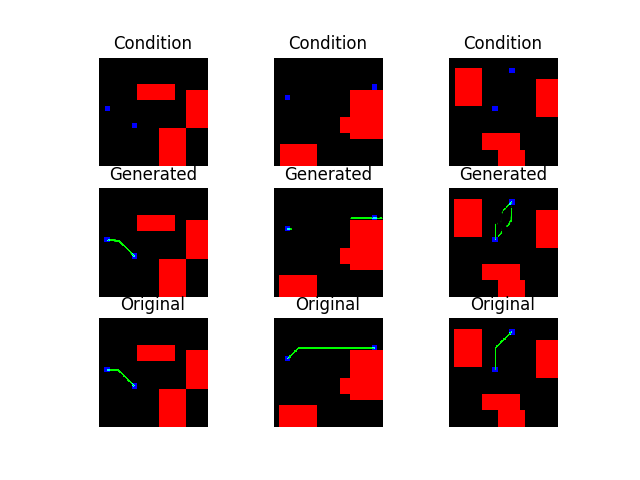 Condition Condition Condition
Generated Generated Generated
Original Original Original